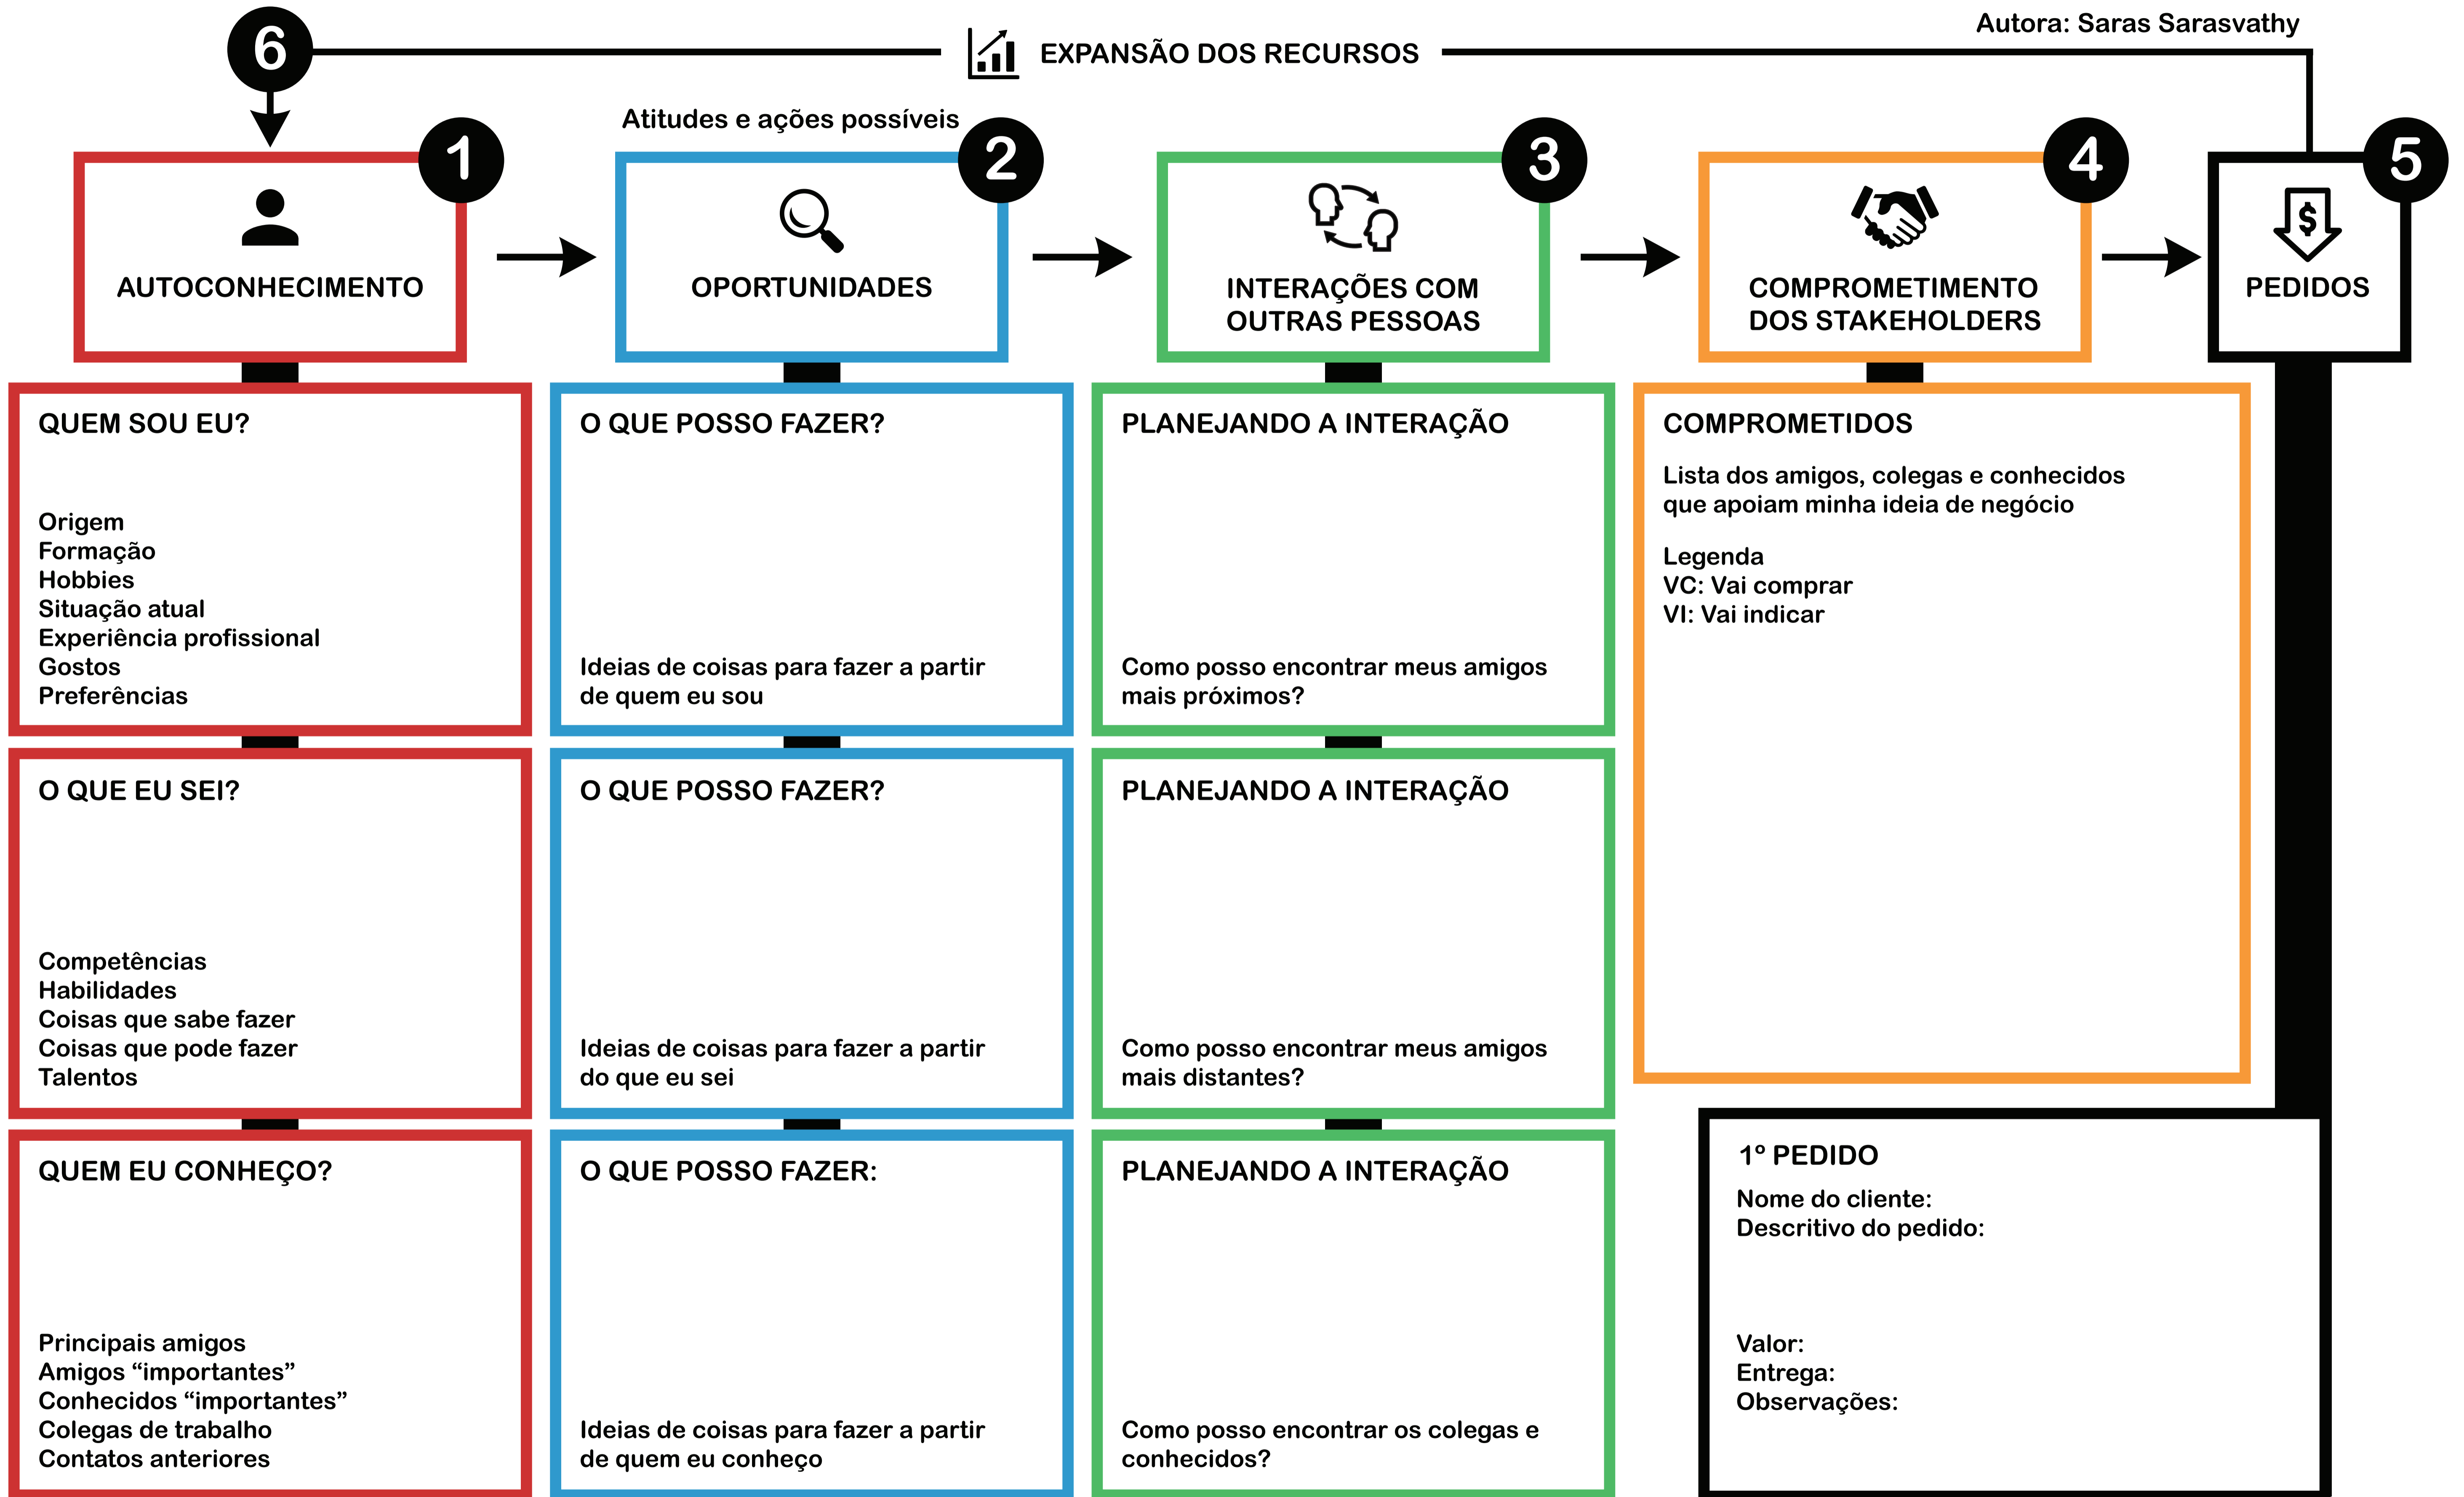 Autora: Saras Sarasvathy
6
EXPANSÃO DOS RECURSOS
Atitudes e ações possíveis
1
AUTOCONHECIMENTO
2
OPORTUNIDADES
3
INTERAÇÕES COM
OUTRAS PESSOAS
4
COMPROMETIMENTO
DOS STAKEHOLDERS
5
$
PEDIDOS
QUEM SOU EU?
Origem
Formação
Hobbies
Situação atual
Experiência profissional
Gostos
Preferências
O QUE POSSO FAZER?
Ideias de coisas para fazer a partir
de quem eu sou
PLANEJANDO A INTERAÇÃO
Como posso encontrar meus amigos
mais próximos?
COMPROMETIDOS
Lista dos amigos, colegas e conhecidos
que apoiam minha ideia de negócio
Legenda
VC: Vai comprar
VI: Vai indicar
O QUE EU SEI?
Competências
Habilidades
Coisas que sabe fazer
Coisas que pode fazer
Talentos
O QUE POSSO FAZER?
Ideias de coisas para fazer a partir
do que eu sei
PLANEJANDO A INTERAÇÃO
Como posso encontrar meus amigos
mais distantes?
QUEM EU CONHEÇO?
Principais amigos
Amigos “importantes”
Conhecidos “importantes”
Colegas de trabalho
Contatos anteriores
O QUE POSSO FAZER:
Ideias de coisas para fazer a partir
de quem eu conheço
PLANEJANDO A INTERAÇÃO
Como posso encontrar os colegas e
conhecidos?
1º PEDIDO
Nome do cliente:
Descritivo do pedido:
Valor:
Entrega:
Observações: